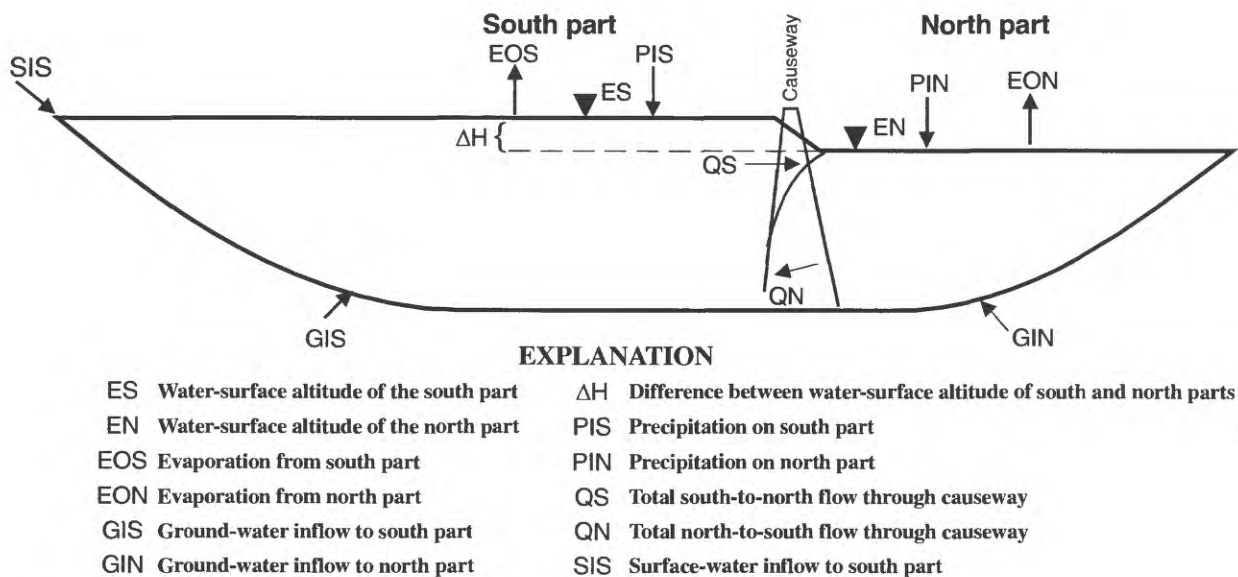 South part
North part
SIS
EOS
PIS
ES
Causeway
PIN
EON
EN
ΔH
QS
QN
GIS
GIN
EXPLANATION
ES Water-surface altitude of the south part
EN Water-surface altitude of the north part
EOS Evaporation from south part
EON Evaporation from north part
GIS Ground-water inflow to south part
GIN Ground-water inflow to north part
ΔH Difference between water-surface altitude of south and north parts
PIS Precipitation on south part
PIN Precipitation on north part
QS Total south-to-north flow through causeway
QN Total north-to-south flow through causeway
SIS Surface-water inflow to south part